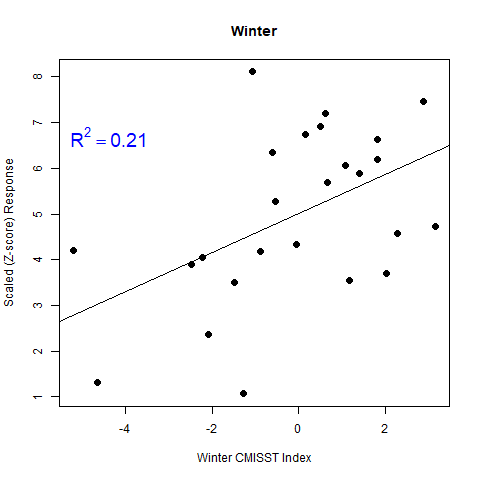 Winter
R² = 0.21
Scaled (Z-score) Response
8
7
6
5
4
3
2
1
-4 -2 0 2
Winter CMISST Index